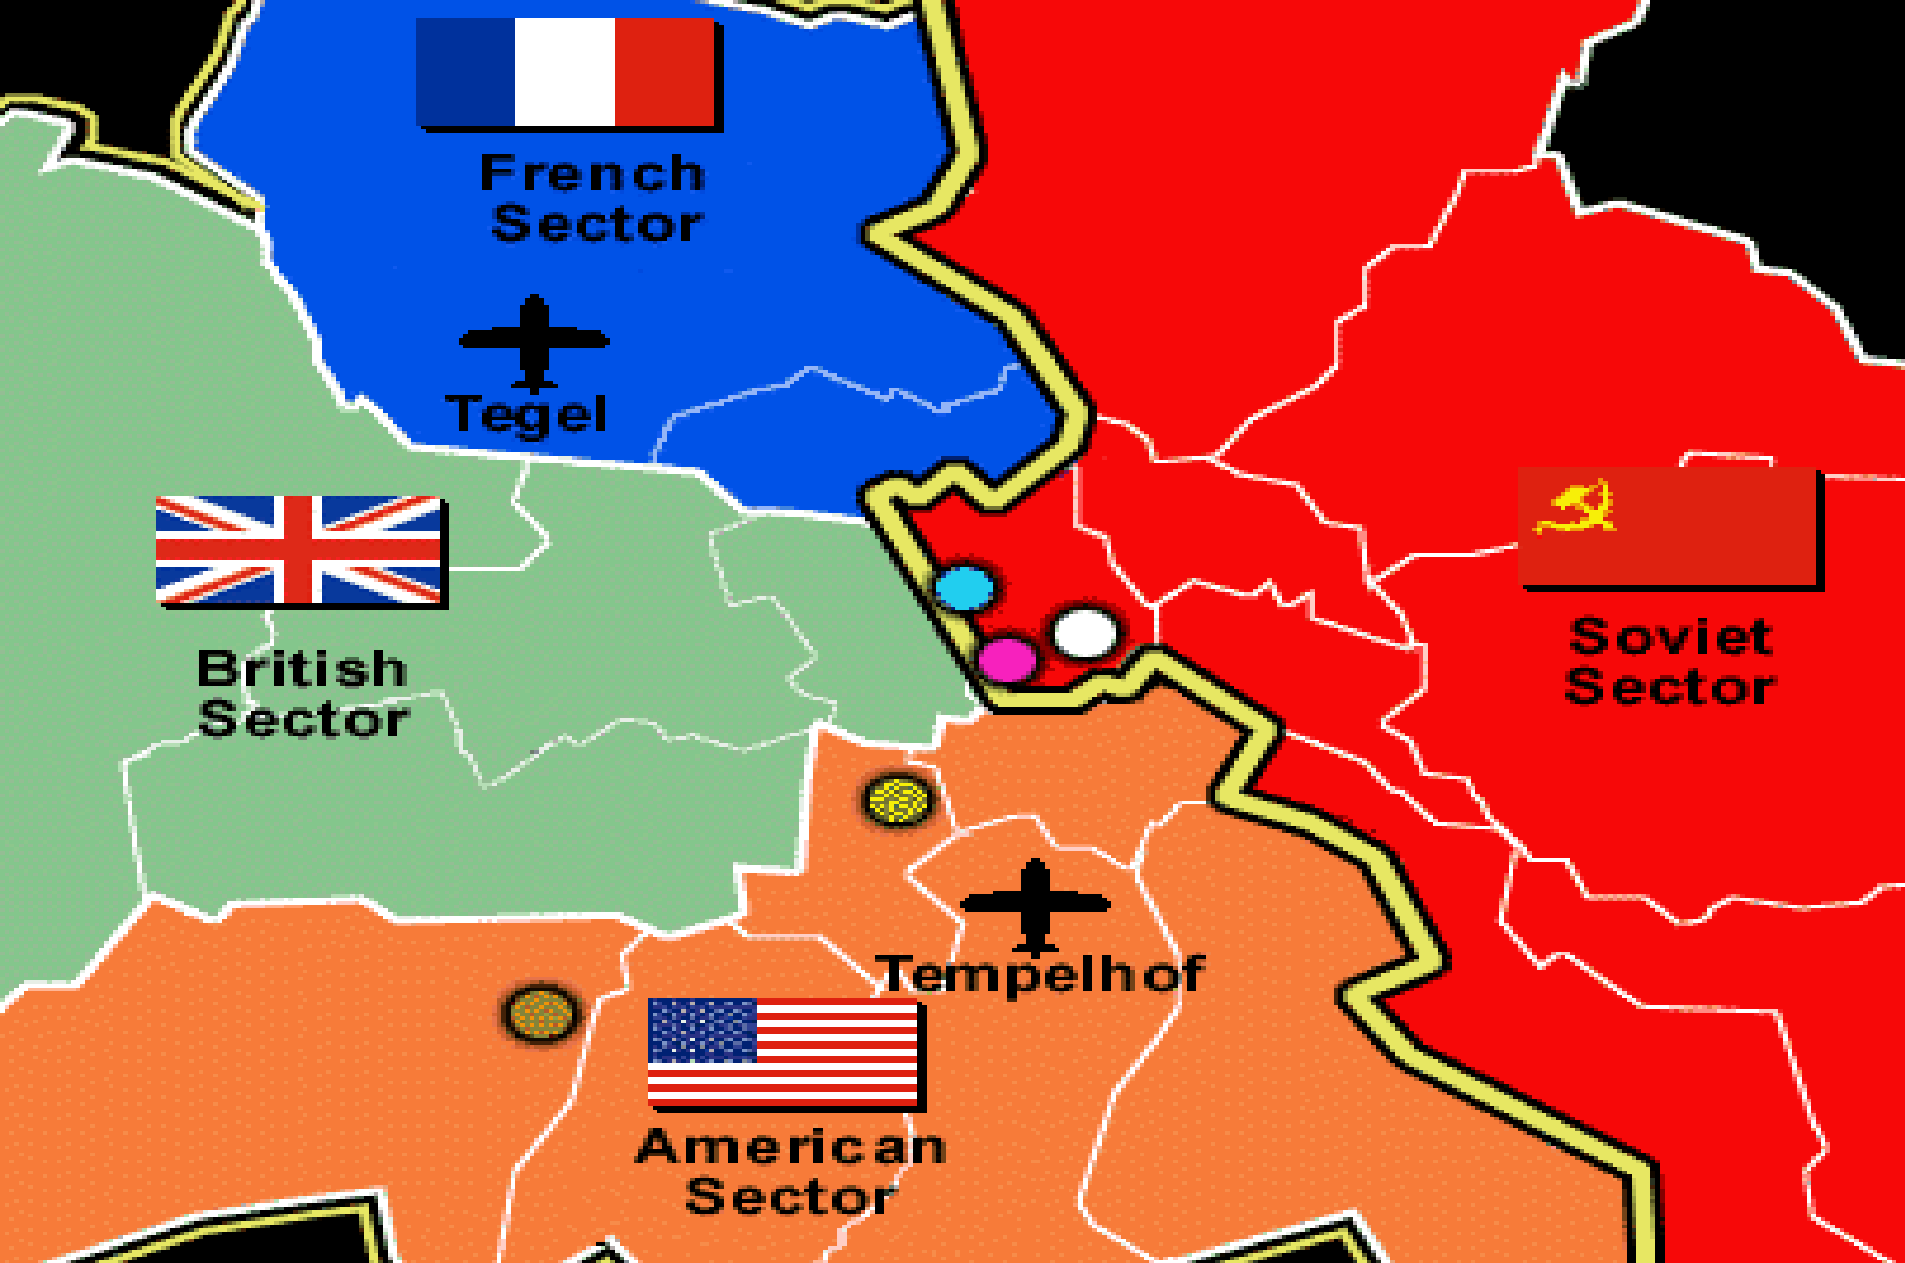 French
Sector
Tegel
British
Sector
Soviet
Sector
Tempelhof
American
Sector